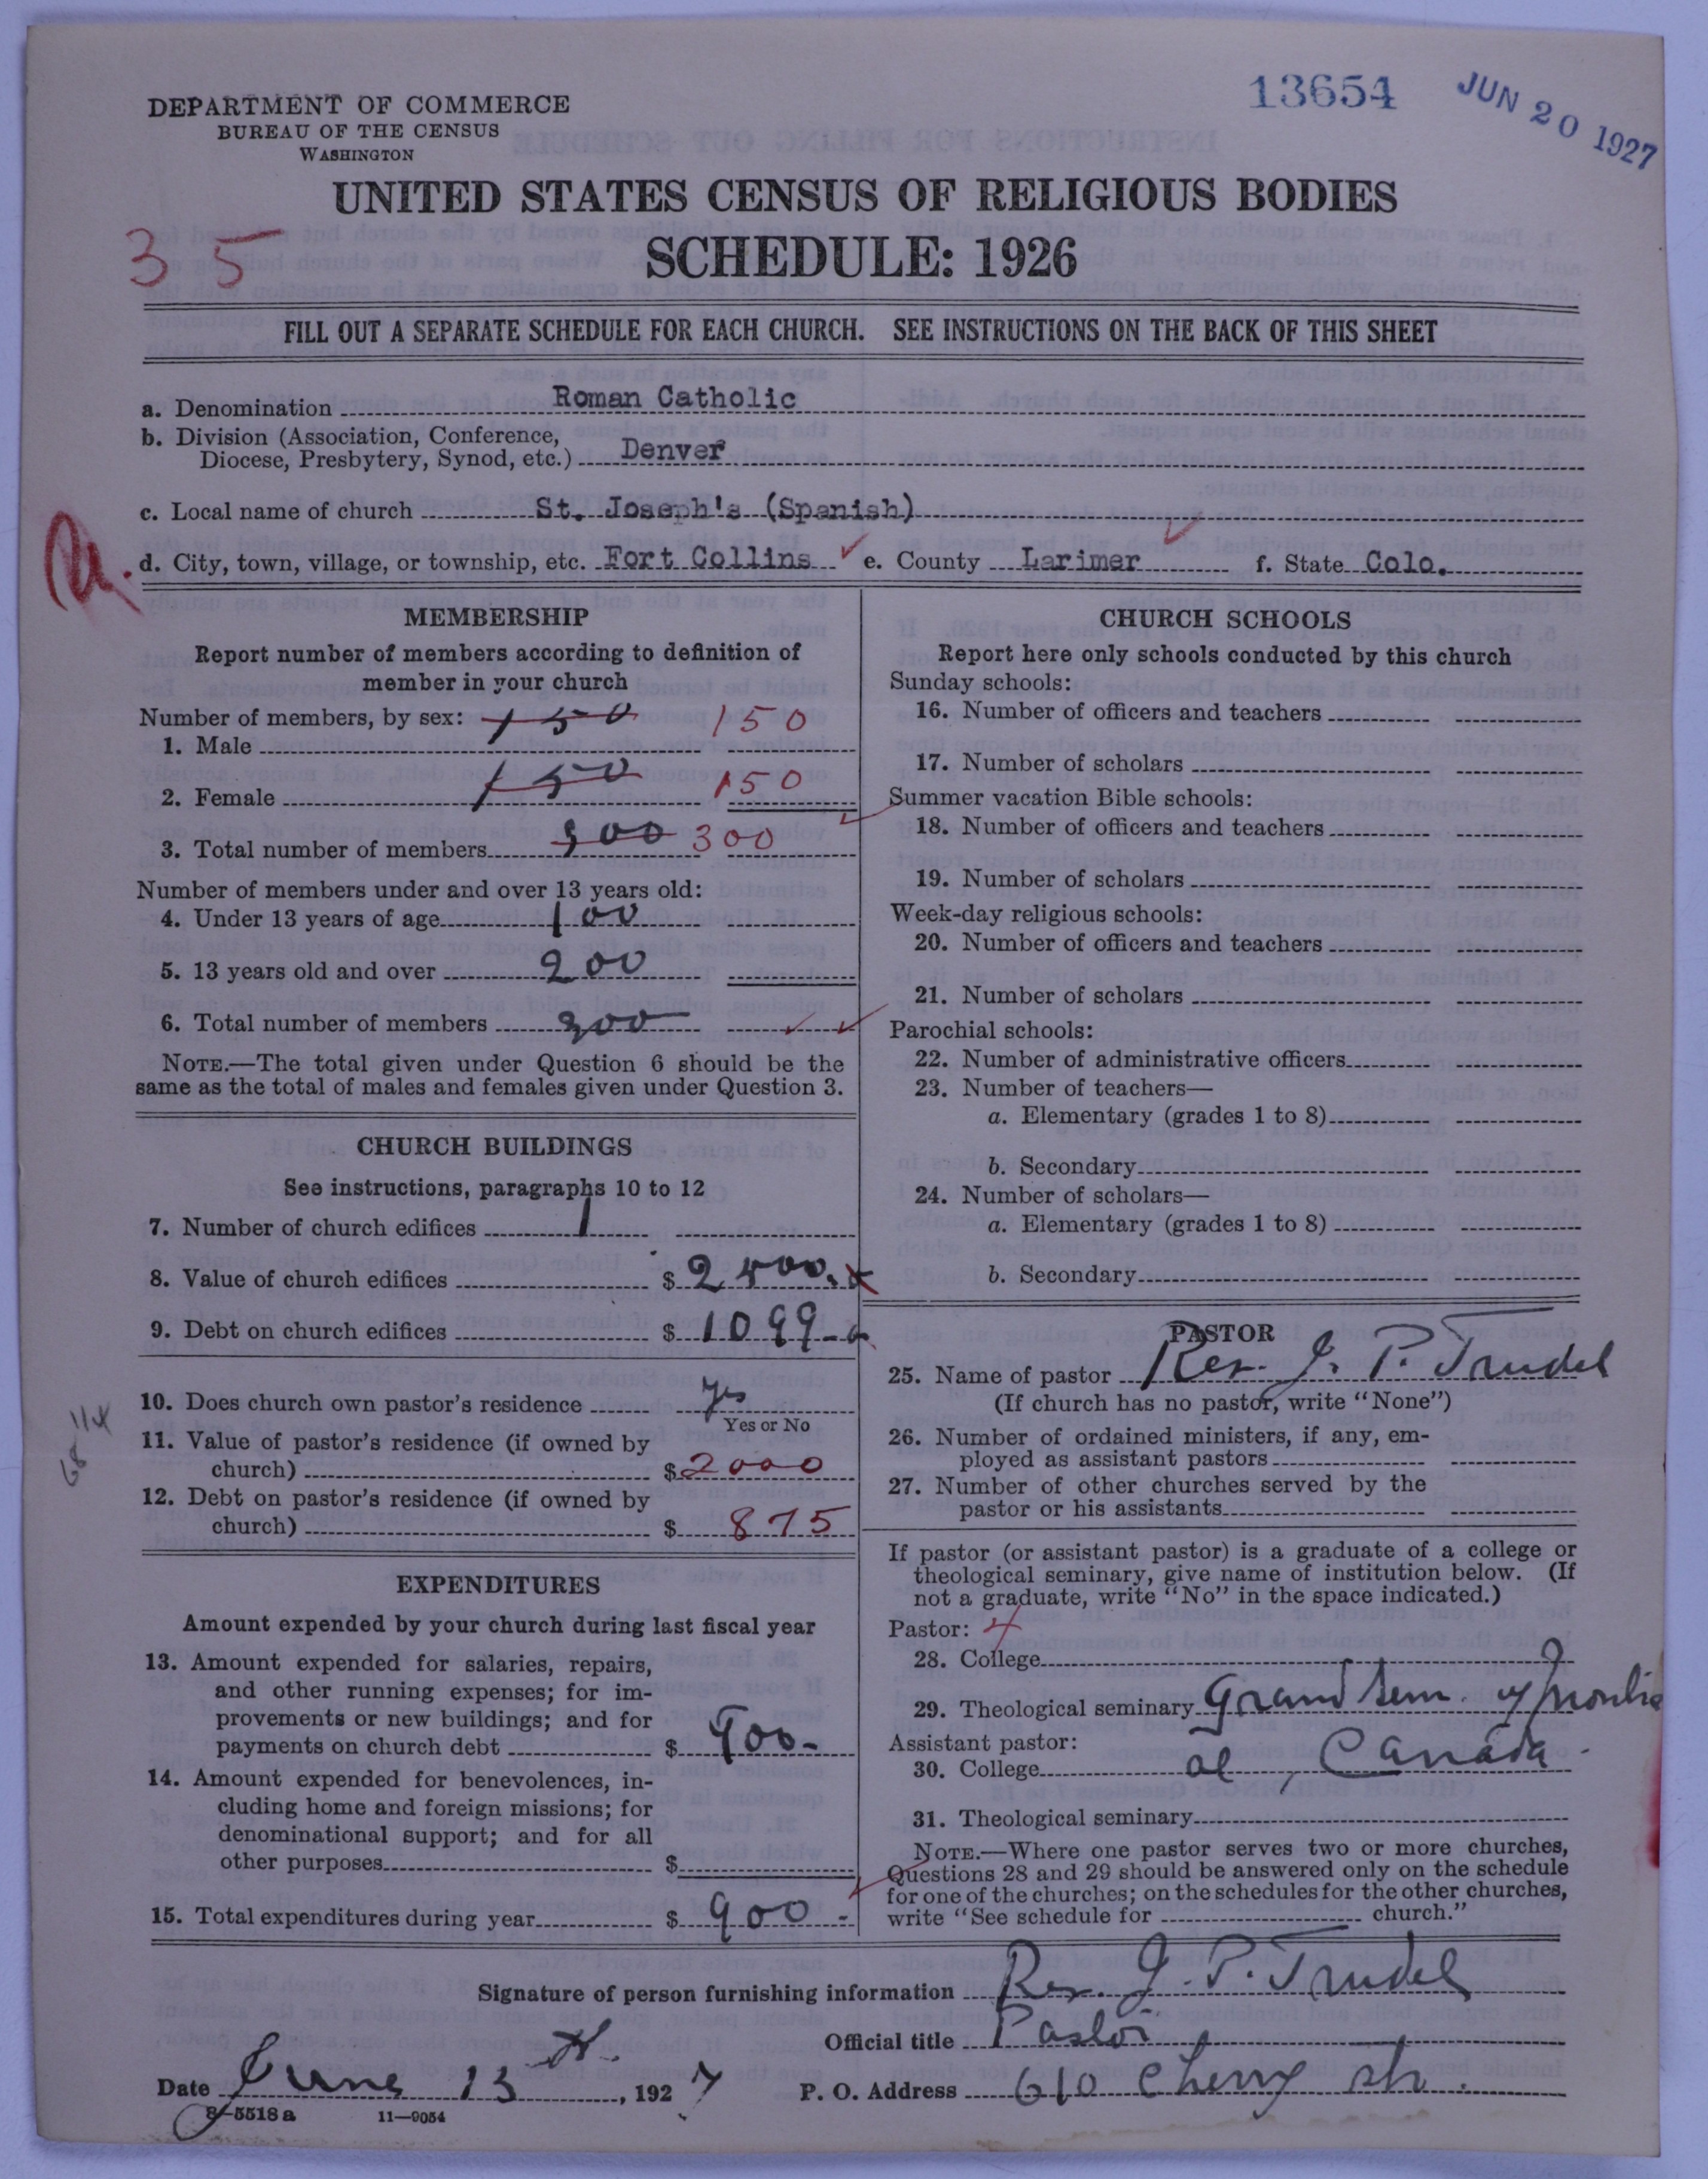 13654
JUN 20 1927
DEPARTMENT OF COMMERCE
BUREAU OF THE CENSUS
WASHINGTON
UNITED STATES CENSUS OF RELIGIOUS BODIES
SCHEDULE: 1926
35
FILL OUT A SEPARATE SCHEDULE FOR EACH CHURCH. SEE INSTRUCTIONS ON THE BACK OF THIS SHEET
a. Denomination Roman Catholic
b. Division (Association, Conference,
Diocese, Presbytery, Synod, etc.) Denver
c. Local name of church St. Joseph's (Spanish)
d. City, town, village, or township, etc. Fort Collins e. County Larimer f. State Colo.
MEMBERSHIP
Report number of members according to definition of
member in your church
Number of members, by sex: 150 150
1. Male
2. Female 150 150
3. Total number of members 300 300
Number of members under and over 13 years old:
4. Under 13 years of age 100
5. 13 years old and over 200
6. Total number of members 300
NOTE.—The total given under Question 6 should be the
same as the total of males and females given under Question 3.
CHURCH BUILDINGS
See instructions, paragraphs 10 to 12
7. Number of church edifices 1
8. Value of church edifices $
9. Debt on church edifices $ 1099
10. Does church own pastor's residence yes
Yes or No
11. Value of pastor's residence (if owned by
church) $ 2000
12. Debt on pastor's residence (if owned by
church) $ 875
EXPENDITURES
Amount expended by your church during last fiscal year
13. Amount expended for salaries, repairs,
and other running expenses; for im-
provements or new buildings; and for
payments on church debt $ 900-
14. Amount expended for benevolences, in-
cluding home and foreign missions; for
denominational support; and for all
other purposes $
15. Total expenditures during year $ 900-
CHURCH SCHOOLS
Report here only schools conducted by this church
Sunday schools:
16. Number of officers and teachers
17. Number of scholars
Summer vacation Bible schools:
18. Number of officers and teachers
19. Number of scholars
Week-day religious schools:
20. Number of officers and teachers
21. Number of scholars
Parochial schools:
22. Number of administrative officers
23. Number of teachers—
a. Elementary (grades 1 to 8)
b. Secondary
24. Number of scholars—
a. Elementary (grades 1 to 8)
b. Secondary
PASTOR
25. Name of pastor Rev. J. P. Trudel
(If church has no pastor, write "None")
26. Number of ordained ministers, if any, em-
ployed as assistant pastors
27. Number of other churches served by the
pastor or his assistants
If pastor (or assistant pastor) is a graduate of a college or
theological seminary, give name of institution below. (If
not a graduate, write "No" in the space indicated.)
Pastor: 4
28. College
29. Theological seminary Grand Sem. of Montre
Assistant pastor:
30. College al, Canada.
31. Theological seminary
NOTE.—Where one pastor serves two or more churches,
Questions 28 and 29 should be answered only on the schedule
for one of the churches; on the schedules for the other churches,
write "See schedule for church."
Signature of person furnishing information Rev. J. P. Trudel
Official title Pastor
Date June 13th, 1927 P. O. Address 610 Cherry str.
8-5518a 11-9054